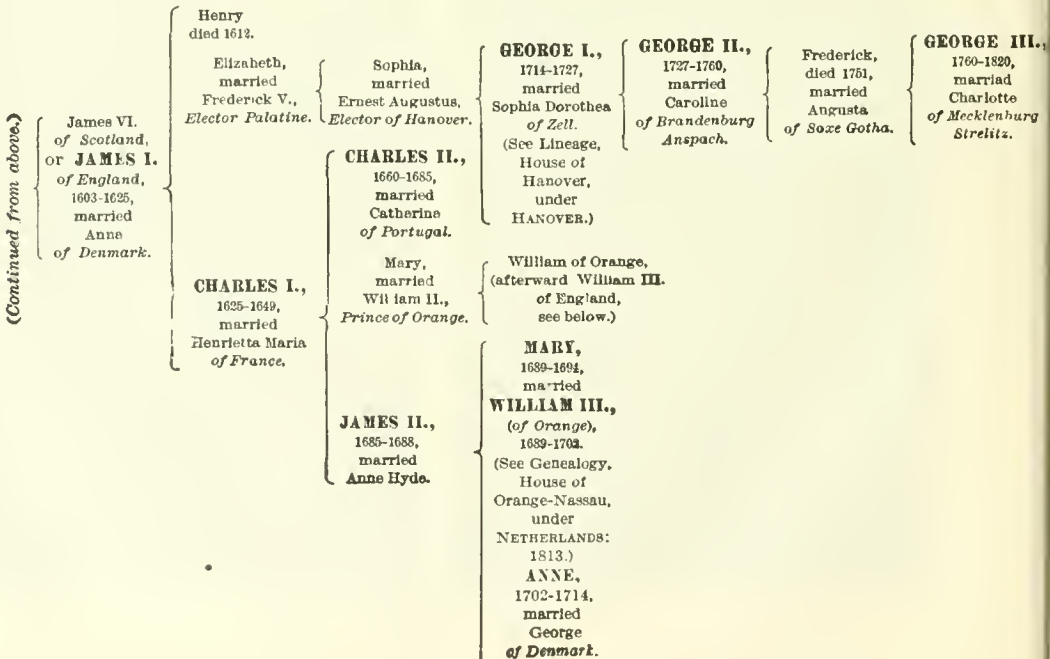 (Continued from above.)
James VI.
of Scotland,
or JAMES I.
of England,
1603-1625,
married
Anne
of Denmark.
Henry
died 1612.
Elizabeth,
married
Frederick V.,
Elector Palatine.
Sophia,
married
Ernest Augustus,
Elector of Hanover.
GEORGE I.,
1714-1727,
married
Sophia Dorothea
of Zell.
(See Lineage,
House of
Hanover,
under
HANOVER.)
GEORGE II.,
1727-1760,
married
Caroline
of Brandenburg
Anspach.
Frederick,
died 1751,
married
Augusta
of Saxe Gotha.
GEORGE III.,
1760-1820,
married
Charlotte
of Mecklenburg
Strelitz.
CHARLES I.,
1625-1649,
married
Henrietta Maria
of France.
CHARLES II.,
1660-1685,
married
Catherina
of Portugal.
Mary,
married
Wil iam II.,
Prince of Orange.
William of Orange,
(afterward William III.
of England,
see below.)
JAMES II.,
1685-1688,
married
Anne Hyde.
MARY,
1689-1694,
married
WILLIAM III.,
(of Orange),
1689-1702.
(See Genealogy,
House of
Orange-Nassau,
under
NETHERLANDS:
1813.)
ANNE,
1702-1714,
married
George
of Denmark.